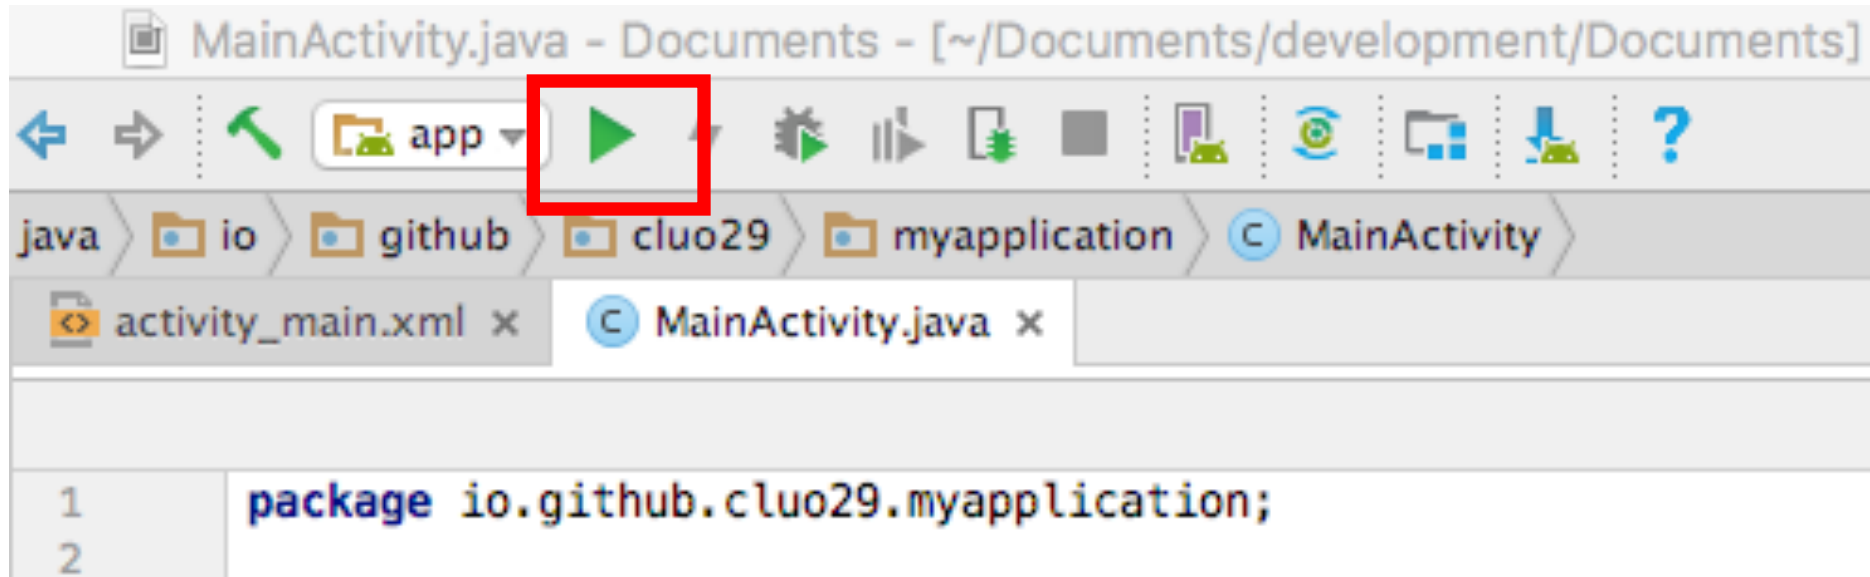 MainActivity.java - Documents - [~/Documents/development/Documents]
app ?
java io github cluo29 myapplication C MainActivity
<> activity_main.xml × C MainActivity.java ×
1 package io.github.cluo29.myapplication;
2